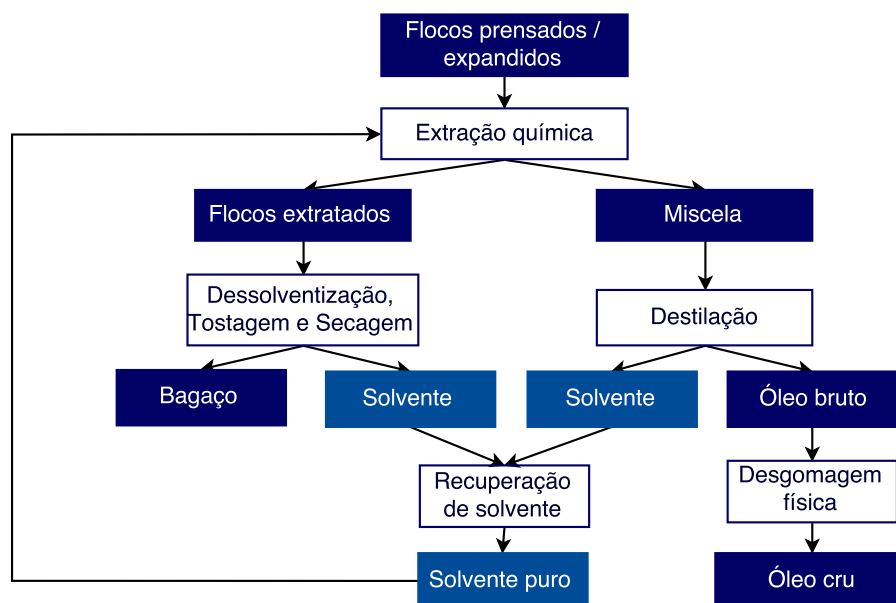 Flocos prensados /
expandidos
Extração química
Flocos extratados
Miscela
Dessolventização,
Tostagem e Secagem
Destilação
Bagaço
Solvente
Solvente
Óleo bruto
Recuperação
de solvente
Desgomagem
física
Solvente puro
Óleo cru